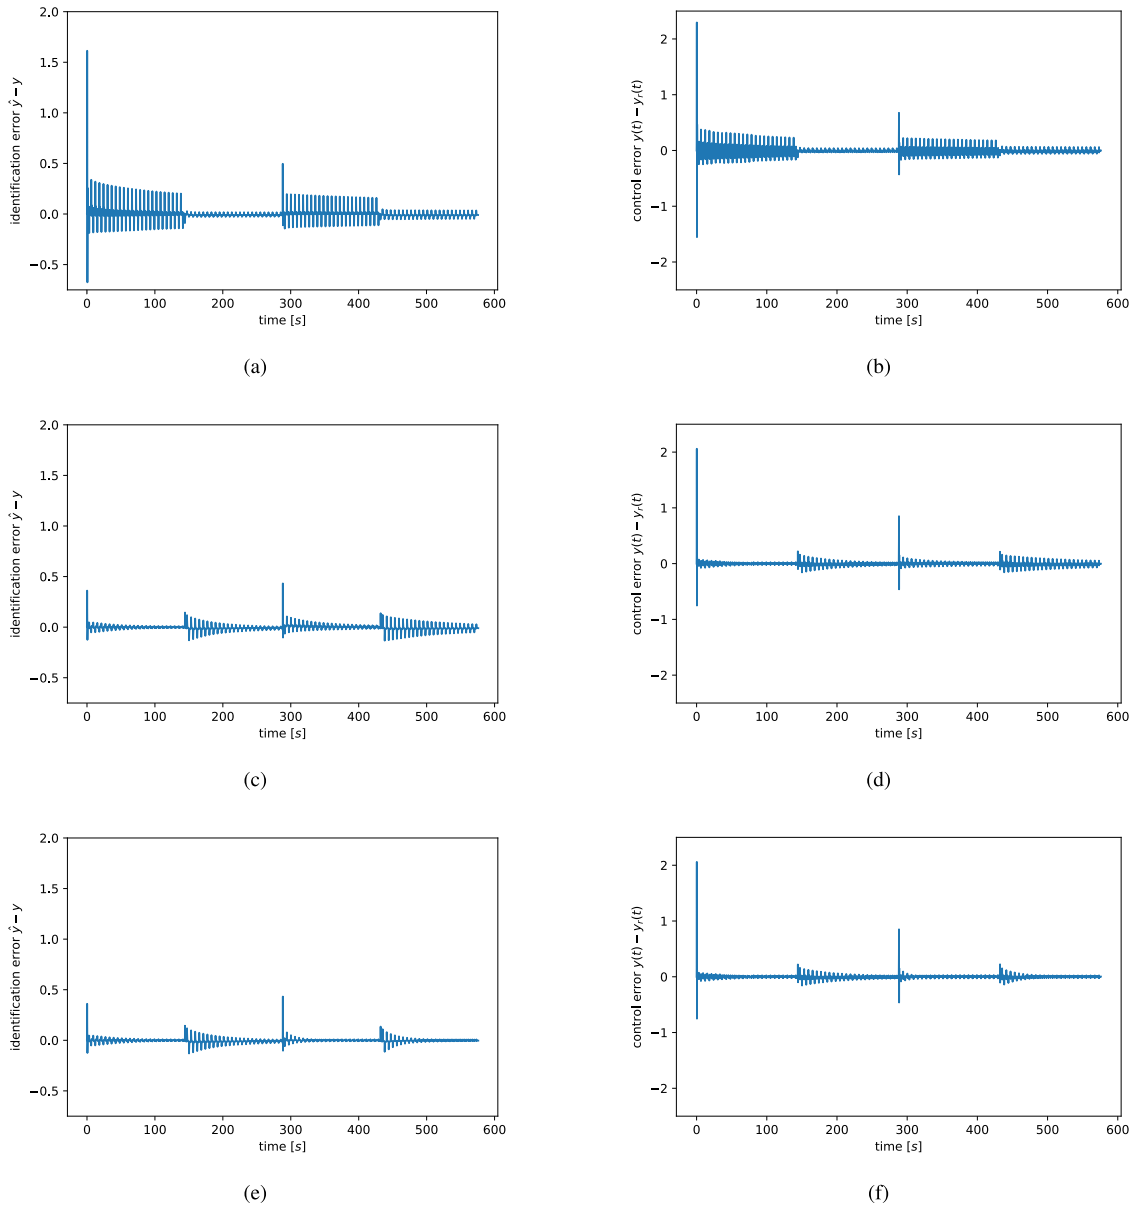 2.0
1.5
1.0
0.5
0.0
−0.5
identification error ŷ − y
0 100 200 300 400 500 600
time [s]
(a)
2
1
0
−1
−2
control error y(t) − yᵣ(t)
0 100 200 300 400 500 600
time [s]
(b)
2.0
1.5
1.0
0.5
0.0
−0.5
identification error ŷ − y
0 100 200 300 400 500 600
time [s]
(c)
2
1
0
−1
−2
control error y(t) − yᵣ(t)
0 100 200 300 400 500 600
time [s]
(d)
2.0
1.5
1.0
0.5
0.0
−0.5
identification error ŷ − y
0 100 200 300 400 500 600
time [s]
(e)
2
1
0
−1
−2
control error y(t) − yᵣ(t)
0 100 200 300 400 500 600
time [s]
(f)